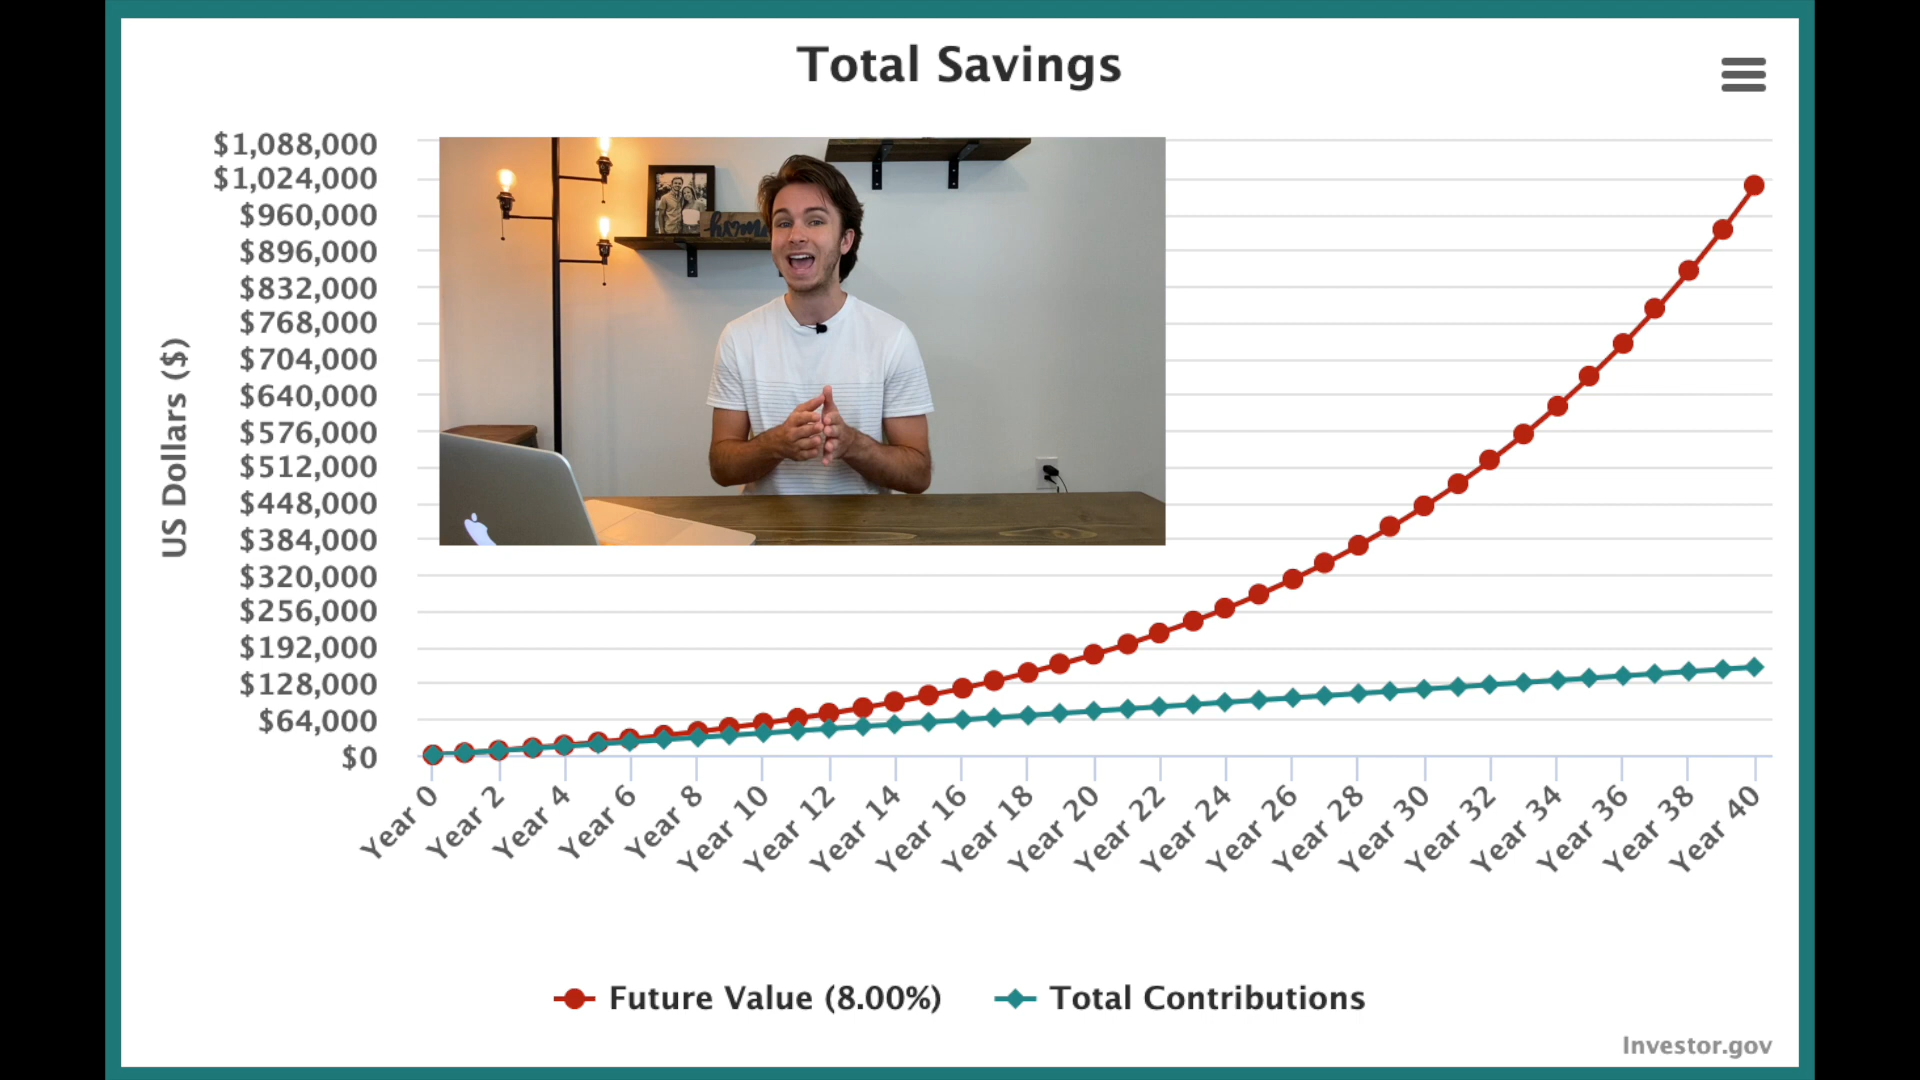 Total Savings
$1,088,000
$1,024,000
$960,000
$896,000
$832,000
$768,000
$704,000
$640,000
$576,000
$512,000
$448,000
$384,000
$320,000
$256,000
$192,000
$128,000
$64,000
$0
US Dollars ($)
home
Year 0
Year 2
Year 4
Year 6
Year 8
Year 10
Year 12
Year 14
Year 16
Year 18
Year 20
Year 22
Year 24
Year 26
Year 28
Year 30
Year 32
Year 34
Year 36
Year 38
Year 40
Future Value (8.00%)
Total Contributions
Investor.gov